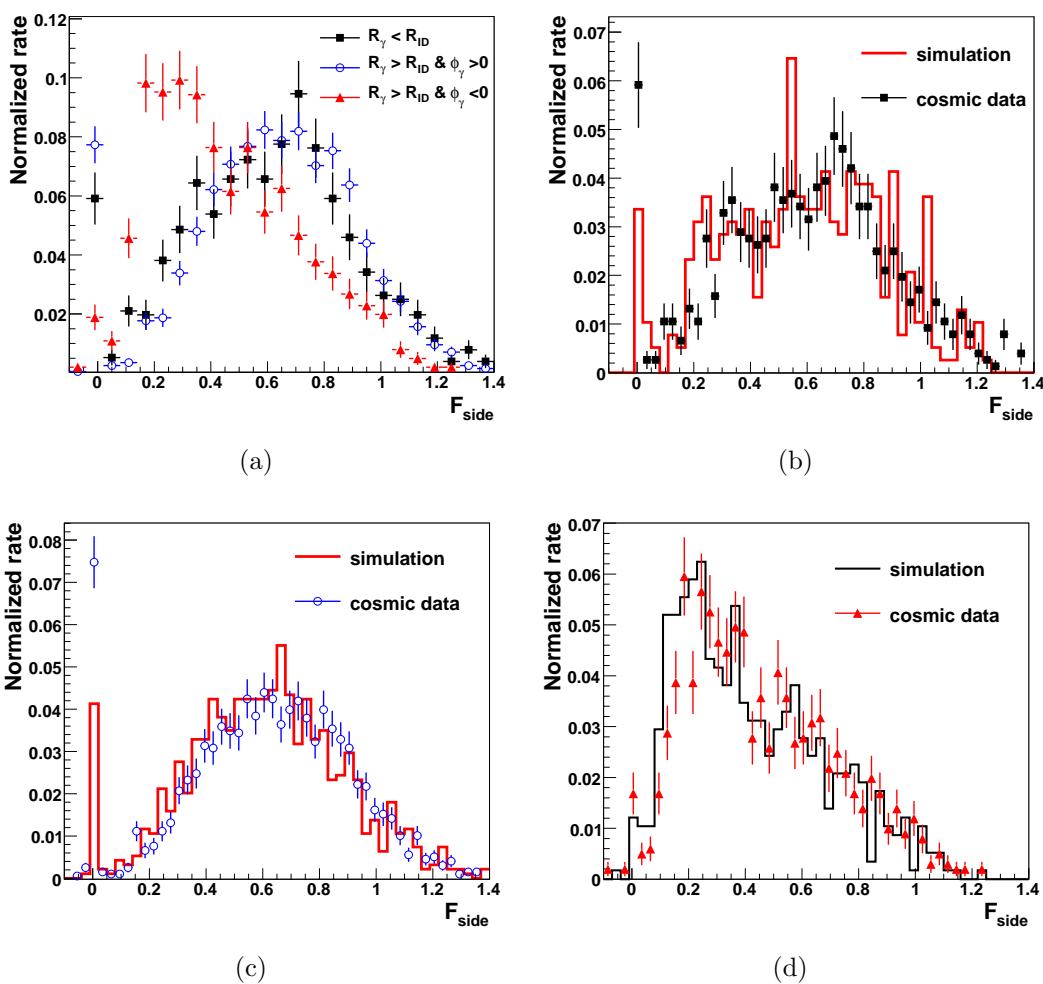 Normalized rate
0.12
0.1
0.08
0.06
0.04
0.02
R_γ < R_ID
R_γ > R_ID & ϕ_γ >0
R_γ > R_ID & ϕ_γ <0
0 0.2 0.4 0.6 0.8 1 1.2 1.4
F_side
(a)
Normalized rate
0.07
0.06
0.05
0.04
0.03
0.02
0.01
0
simulation
cosmic data
0 0.2 0.4 0.6 0.8 1 1.2 1.4
F_side
(b)
Normalized rate
0.08
0.07
0.06
0.05
0.04
0.03
0.02
0.01
0
simulation
cosmic data
0 0.2 0.4 0.6 0.8 1 1.2 1.4
F_side
(c)
Normalized rate
0.07
0.06
0.05
0.04
0.03
0.02
0.01
0
simulation
cosmic data
0 0.2 0.4 0.6 0.8 1 1.2 1.4
F_side
(d)